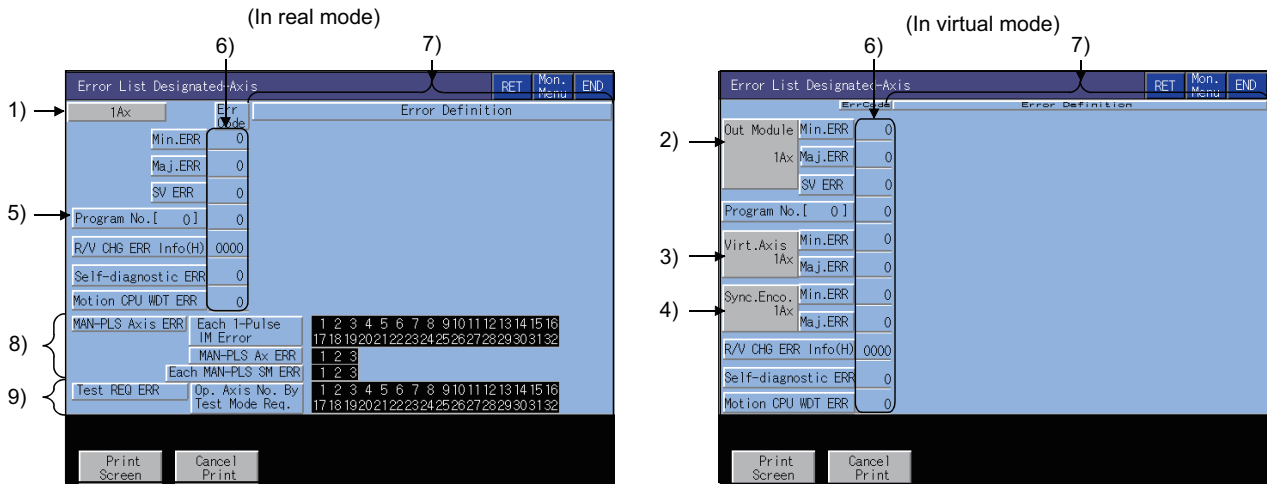 (In real mode)
6)
7)
Error List Designated-Axis
RET
Mon. Menu
END
1)
1Ax
Err Code
Error Definition
Min.ERR
0
Maj.ERR
0
SV ERR
0
5)
Program No.[ 0]
0
R/V CHG ERR Info(H)
0000
Self-diagnostic ERR
0
Motion CPU WDT ERR
0
8)
MAN-PLS Axis ERR
Each 1-Pulse
IM Error
1 2 3 4 5 6 7 8 9 10 11 12 13 14 15 16
17 18 19 20 21 22 23 24 25 26 27 28 29 30 31 32
MAN-PLS Ax ERR
1 2 3
Each MAN-PLS SM ERR
1 2 3
9)
Test REQ ERR
Op. Axis No. By
Test Mode Req.
1 2 3 4 5 6 7 8 9 10 11 12 13 14 15 16
17 18 19 20 21 22 23 24 25 26 27 28 29 30 31 32
Print
Screen
Cancel
Print
(In virtual mode)
6)
7)
Error List Designated-Axis
RET
Mon. Menu
END
ErrCode
Error Definition
2)
Out Module
1Ax
Min.ERR
0
Maj.ERR
0
SV ERR
0
Program No.[ 0]
0
3)
Virt.Axis
1Ax
Min.ERR
0
Maj.ERR
0
4)
Sync.Enco.
1Ax
Min.ERR
0
Maj.ERR
0
R/V CHG ERR Info(H)
0000
Self-diagnostic ERR
0
Motion CPU WDT ERR
0
Print
Screen
Cancel
Print